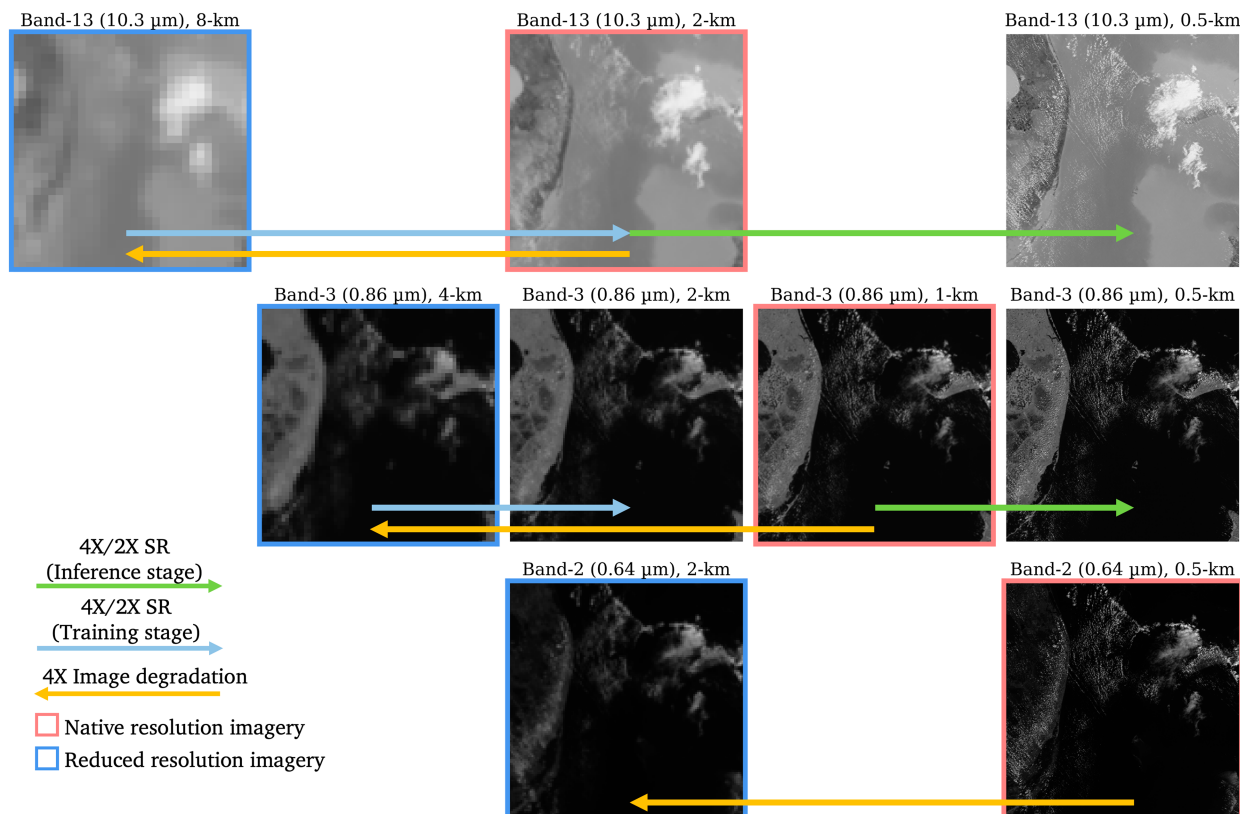 Band-13 (10.3 μm), 8-km
Band-13 (10.3 μm), 2-km
Band-13 (10.3 μm), 0.5-km
Band-3 (0.86 μm), 4-km
Band-3 (0.86 μm), 2-km
Band-3 (0.86 μm), 1-km
Band-3 (0.86 μm), 0.5-km
Band-2 (0.64 μm), 2-km
Band-2 (0.64 μm), 0.5-km
4X/2X SR
(Inference stage)
4X/2X SR
(Training stage)
4X Image degradation
Native resolution imagery
Reduced resolution imagery